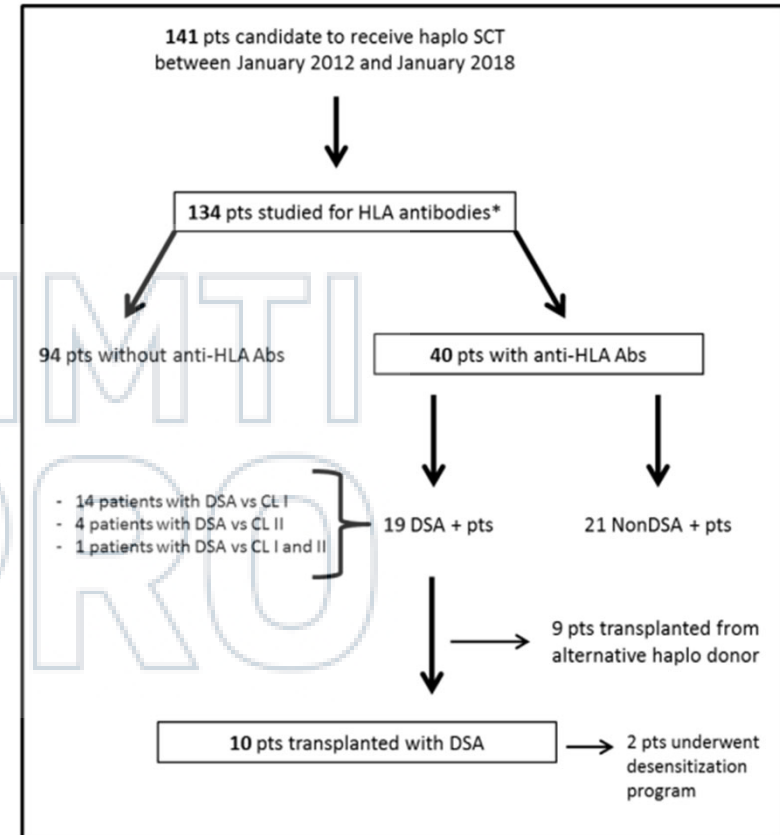 141 pts candidate to receive haplo SCT
between January 2012 and January 2018
134 pts studied for HLA antibodies*
94 pts without anti-HLA Abs
40 pts with anti-HLA Abs
- 14 patients with DSA vs CL I
- 4 patients with DSA vs CL II
- 1 patients with DSA vs CL I and II
19 DSA + pts
21 NonDSA + pts
9 pts transplanted from
alternative haplo donor
10 pts transplanted with DSA
2 pts underwent
desensitization
program